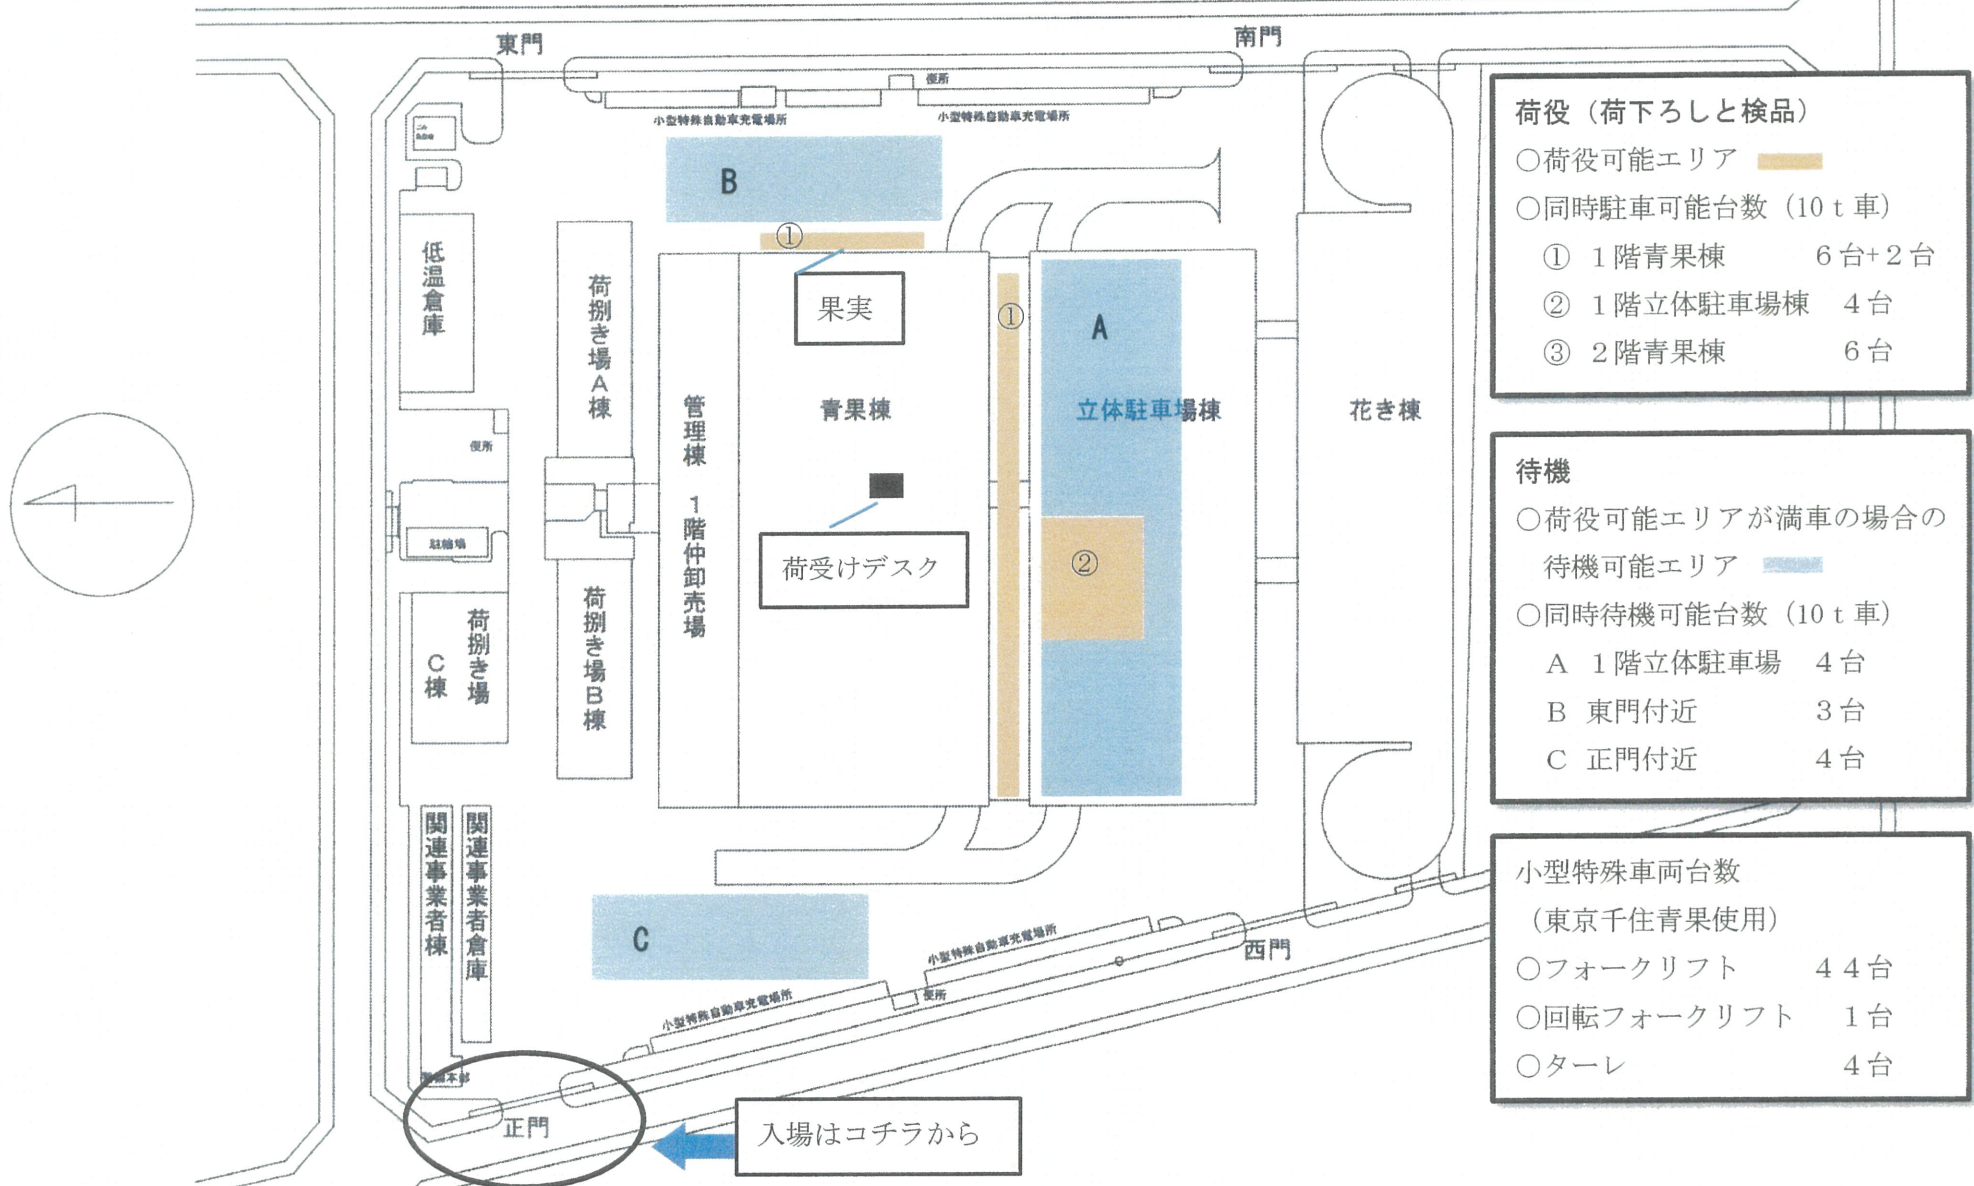 東門
南門
便所
小型特殊自動車充電場所
小型特殊自動車充電場所
B
①
低温倉庫
荷捌き場A棟
果実
①
A
管理棟 1階仲卸売場
青果棟
立体駐車場棟
花き棟
便所
駐輪場
荷受けデスク
②
荷捌き場
C棟
荷捌き場B棟
関連事業者棟
関連事業者倉庫
C
小型特殊自動車充電場所
小型特殊自動車充電場所
便所
西門
正門
入場はコチラから
荷役(荷下ろしと検品)
○荷役可能エリア
○同時駐車可能台数(10t車)
① 1階青果棟 6台+2台
② 1階立体駐車場棟 4台
③ 2階青果棟 6台
待機
○荷役可能エリアが満車の場合の
待機可能エリア
○同時待機可能台数(10t車)
A 1階立体駐車場 4台
B 東門付近 3台
C 正門付近 4台
小型特殊車両台数
(東京千住青果使用)
○フォークリフト 44台
○回転フォークリフト 1台
○ターレ 4台